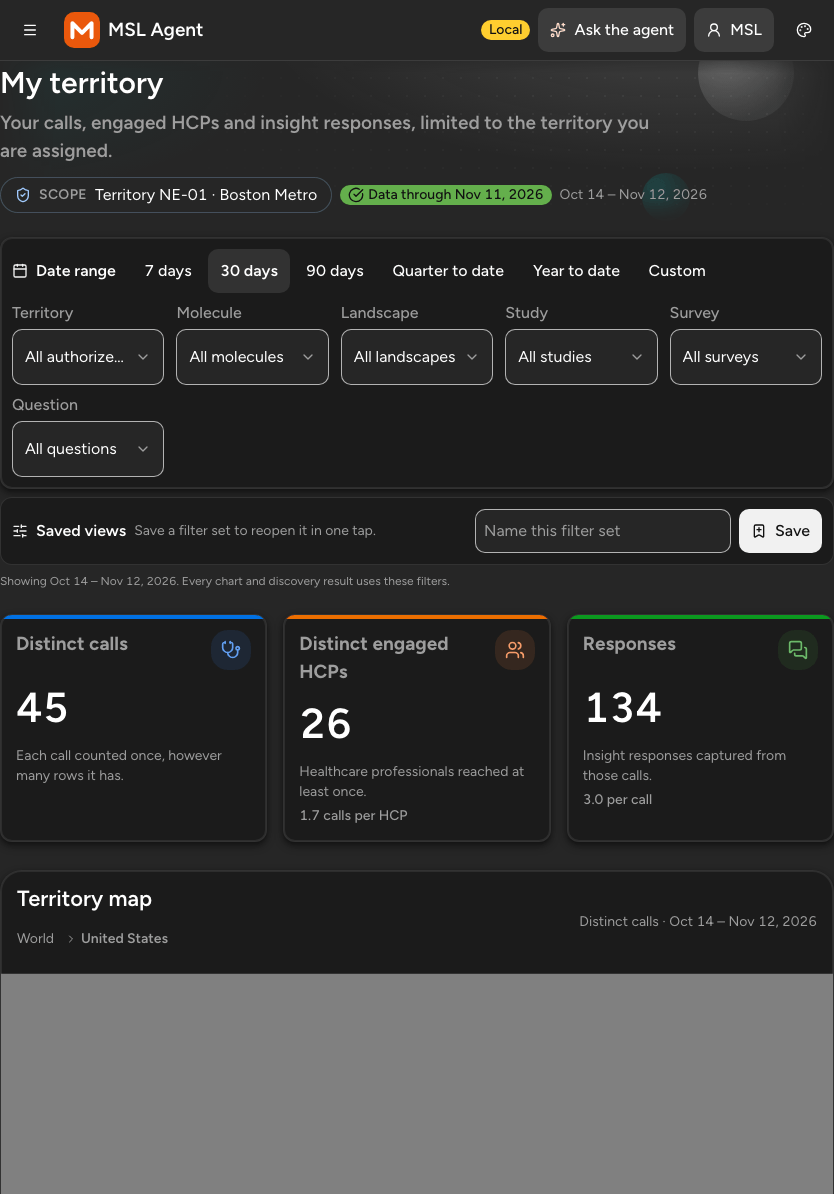 MSL Agent
Local
Ask the agent
MSL
My territory
Your calls, engaged HCPs and insight responses, limited to the territory you
are assigned.
SCOPE Territory NE-01 · Boston Metro
Data through Nov 11, 2026
Oct 14 – Nov 12, 2026
Date range
7 days
30 days
90 days
Quarter to date
Year to date
Custom
Territory
Molecule
Landscape
Study
Survey
All authorize...
All molecules
All landscapes
All studies
All surveys
Question
All questions
Saved views
Save a filter set to reopen it in one tap.
Name this filter set
Save
Showing Oct 14 – Nov 12, 2026. Every chart and discovery result uses these filters.
Distinct calls
45
Each call counted once, however
many rows it has.
Distinct engaged
HCPs
26
Healthcare professionals reached at
least once.
1.7 calls per HCP
Responses
134
Insight responses captured from
those calls.
3.0 per call
Territory map
World
United States
Distinct calls · Oct 14 – Nov 12, 2026